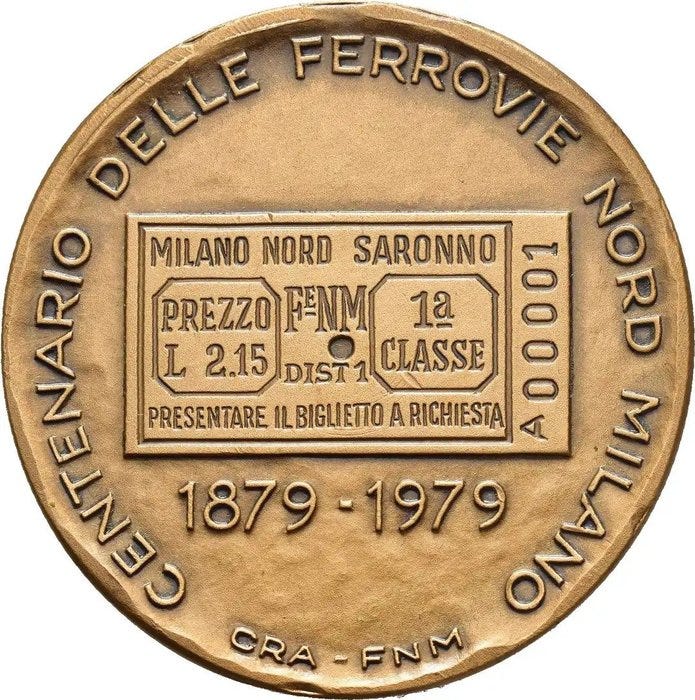 CENTENARIO DELLE FERROVIE NORD MILANO
MILANO NORD SARONNO
PREZZO
L 2.15
FENM
DIST 1
1a
CLASSE
PRESENTARE IL BIGLIETTO A RICHIESTA
A 00001
1879 - 1979
CRA - FNM